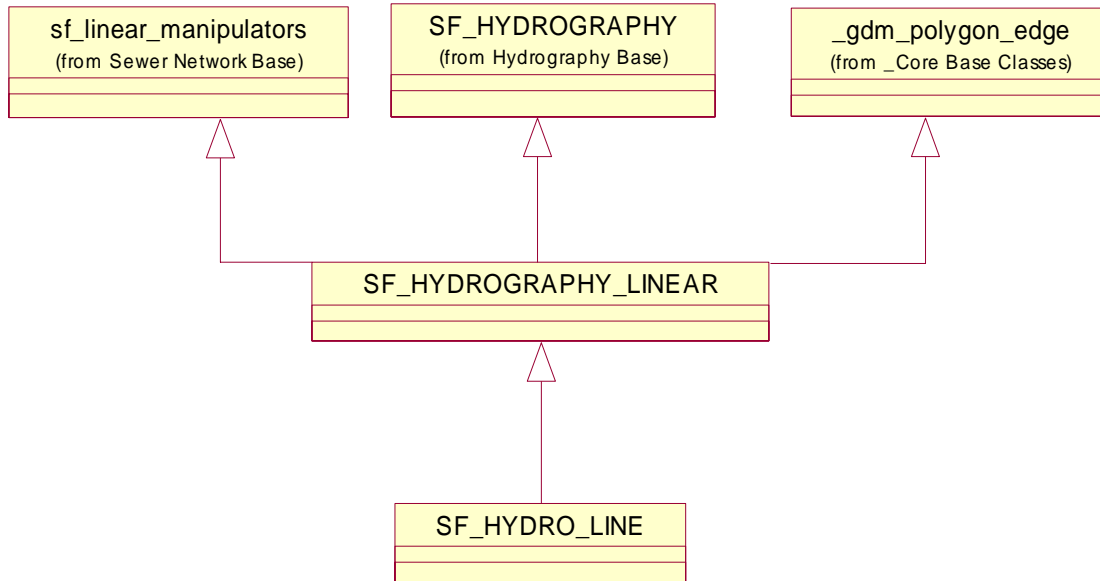 sf_linear_manipulators
(from Sewer Network Base)
SF_HYDROGRAPHY
(from Hydrography Base)
_gdm_polygon_edge
(from _Core Base Classes)
SF_HYDROGRAPHY_LINEAR
SF_HYDRO_LINE